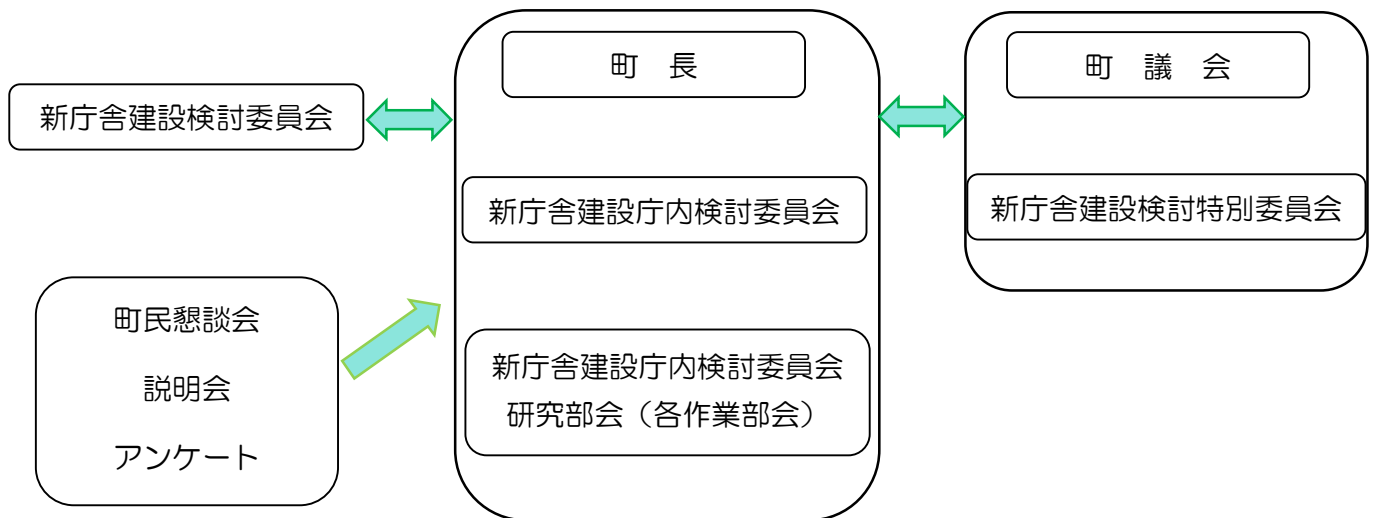 町　長
町　議　会
新庁舎建設検討委員会
新庁舎建設庁内検討委員会
新庁舎建設検討特別委員会
町民懇談会
説明会
アンケート
新庁舎建設庁内検討委員会
研究部会（各作業部会）